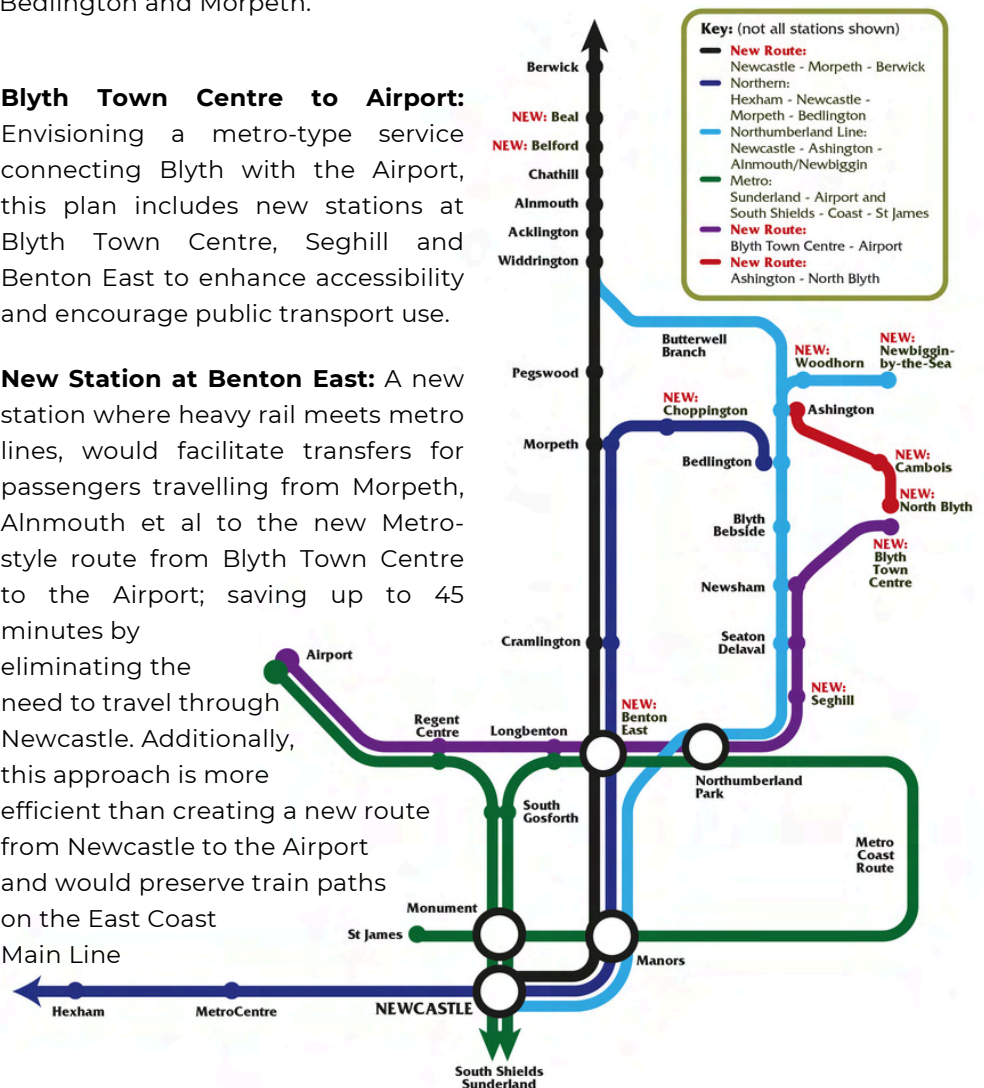 Bedlington and Morpeth.
Blyth Town Centre to Airport:
Envisioning a metro-type service
connecting Blyth with the Airport,
this plan includes new stations at
Blyth Town Centre, Seghill and
Benton East to enhance accessibility
and encourage public transport use.
New Station at Benton East: A new
station where heavy rail meets metro
lines, would facilitate transfers for
passengers travelling from Morpeth,
Alnmouth et al to the new Metro-
style route from Blyth Town Centre
to the Airport; saving up to 45
minutes by
eliminating the
need to travel through
Newcastle. Additionally,
this approach is more
efficient than creating a new route
from Newcastle to the Airport
and would preserve train paths
on the East Coast
Main Line
Key: (not all stations shown)
New Route:
Newcastle - Morpeth - Berwick
Northern:
Hexham - Newcastle -
Morpeth - Bedlington
Northumberland Line:
Newcastle - Ashington -
Alnmouth/Newbiggin
Metro:
Sunderland - Airport and
South Shields - Coast - St James
New Route:
Blyth Town Centre - Airport
New Route:
Ashington - North Blyth
Berwick
NEW: Beal
NEW: Belford
Chathill
Alnmouth
Acklington
Widdrington
Butterwell
Branch
NEW:
Woodhorn
NEW:
Newbiggin-
by-the-Sea
Pegswood
NEW:
Choppington
Ashington
Morpeth
Bedlington
NEW:
Cambois
NEW:
North Blyth
Blyth
Bebside
NEW:
Blyth
Town
Centre
Newsham
Cramlington
Seaton
Delaval
NEW:
Seghill
Airport
Regent
Centre
Longbenton
NEW:
Benton
East
Northumberland
Park
South
Gosforth
Metro
Coast
Route
Monument
St James
Manors
Hexham
MetroCentre
NEWCASTLE
South Shields
Sunderland